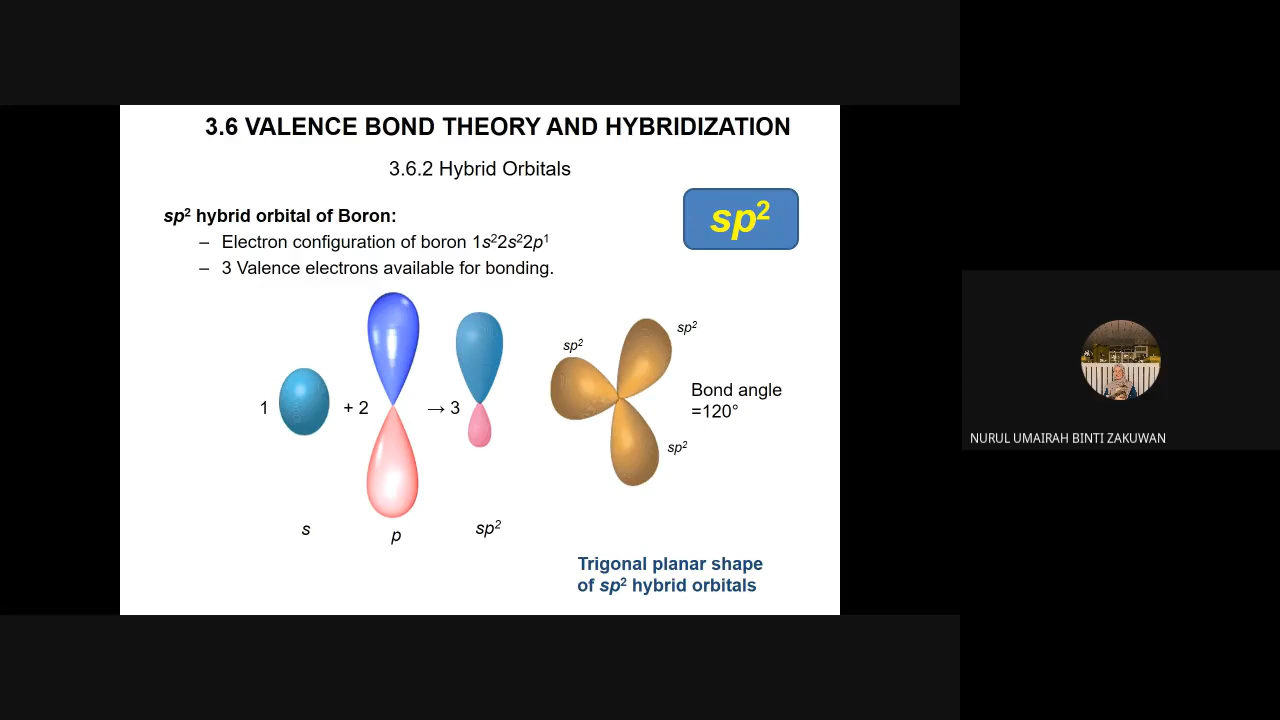 3.6 VALENCE BOND THEORY AND HYBRIDIZATION
3.6.2 Hybrid Orbitals
sp²
sp² hybrid orbital of Boron:
– Electron configuration of boron 1s²2s²2p¹
– 3 Valence electrons available for bonding.
sp²
sp²
1 + 2 → 3
Bond angle
=120°
sp²
s p sp²
Trigonal planar shape
of sp² hybrid orbitals
NURUL UMAIRAH BINTI ZAKUWAN